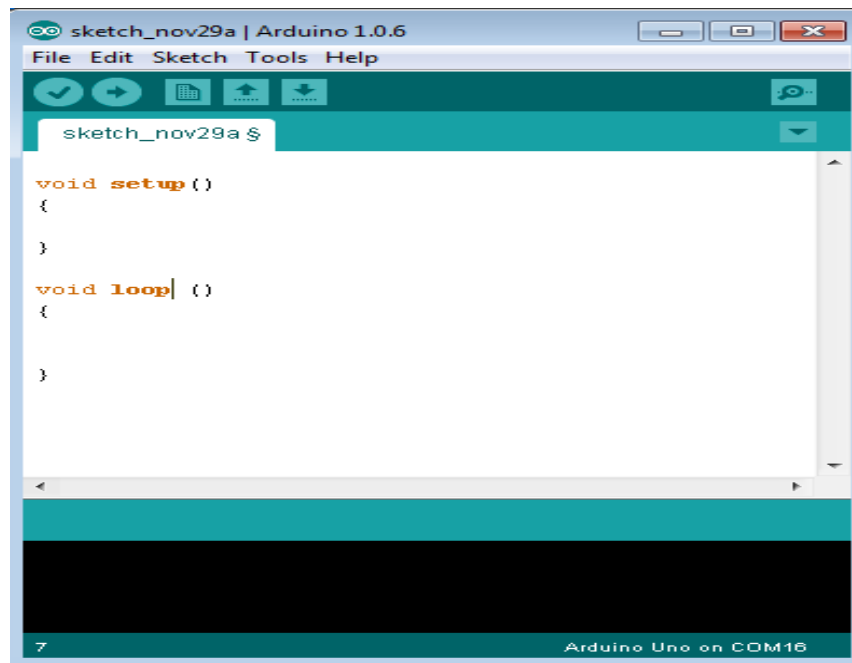 sketch_nov29a | Arduino 1.0.6
File Edit Sketch Tools Help
sketch_nov29a §
void setup()
{
}
void loop ()
{
}
7 Arduino Uno on COM16